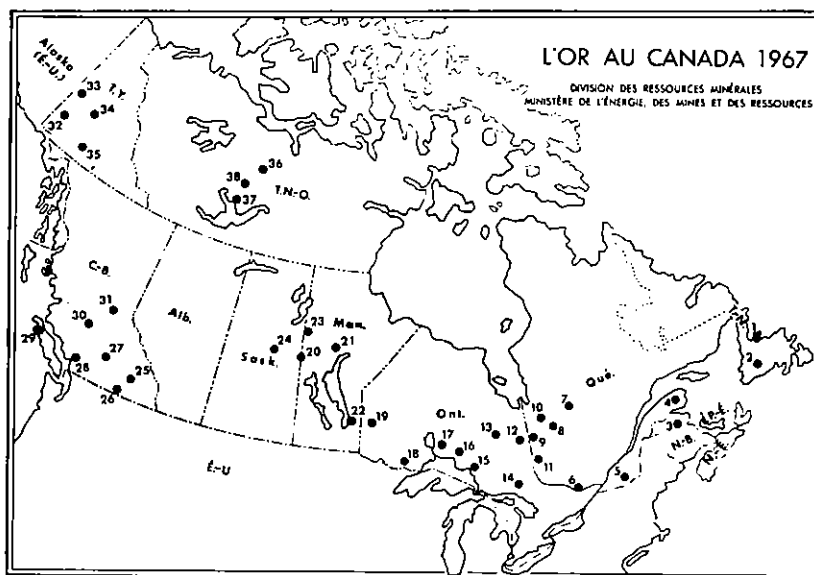 L'OR AU CANADA 1967
DIVISION DES RESSOURCES MINÉRALES
MINISTÈRE DE L'ÉNERGIE, DES MINES ET DES RESSOURCES
Alaska
(É.-U.)
T.Y.
33
34
32
35
36
38
37
T.N.-O.
C.-B.
31
30
29
28
27
25
26
Alb.
Sask.
24
23
Man.
21
20
22
19
Ont.
18
17
16
15
14
13
12
Qué.
10
7
8
9
11
6
5
4
3
Î.P.-É.
N.-B.
N.-É.
1
2
É.-U